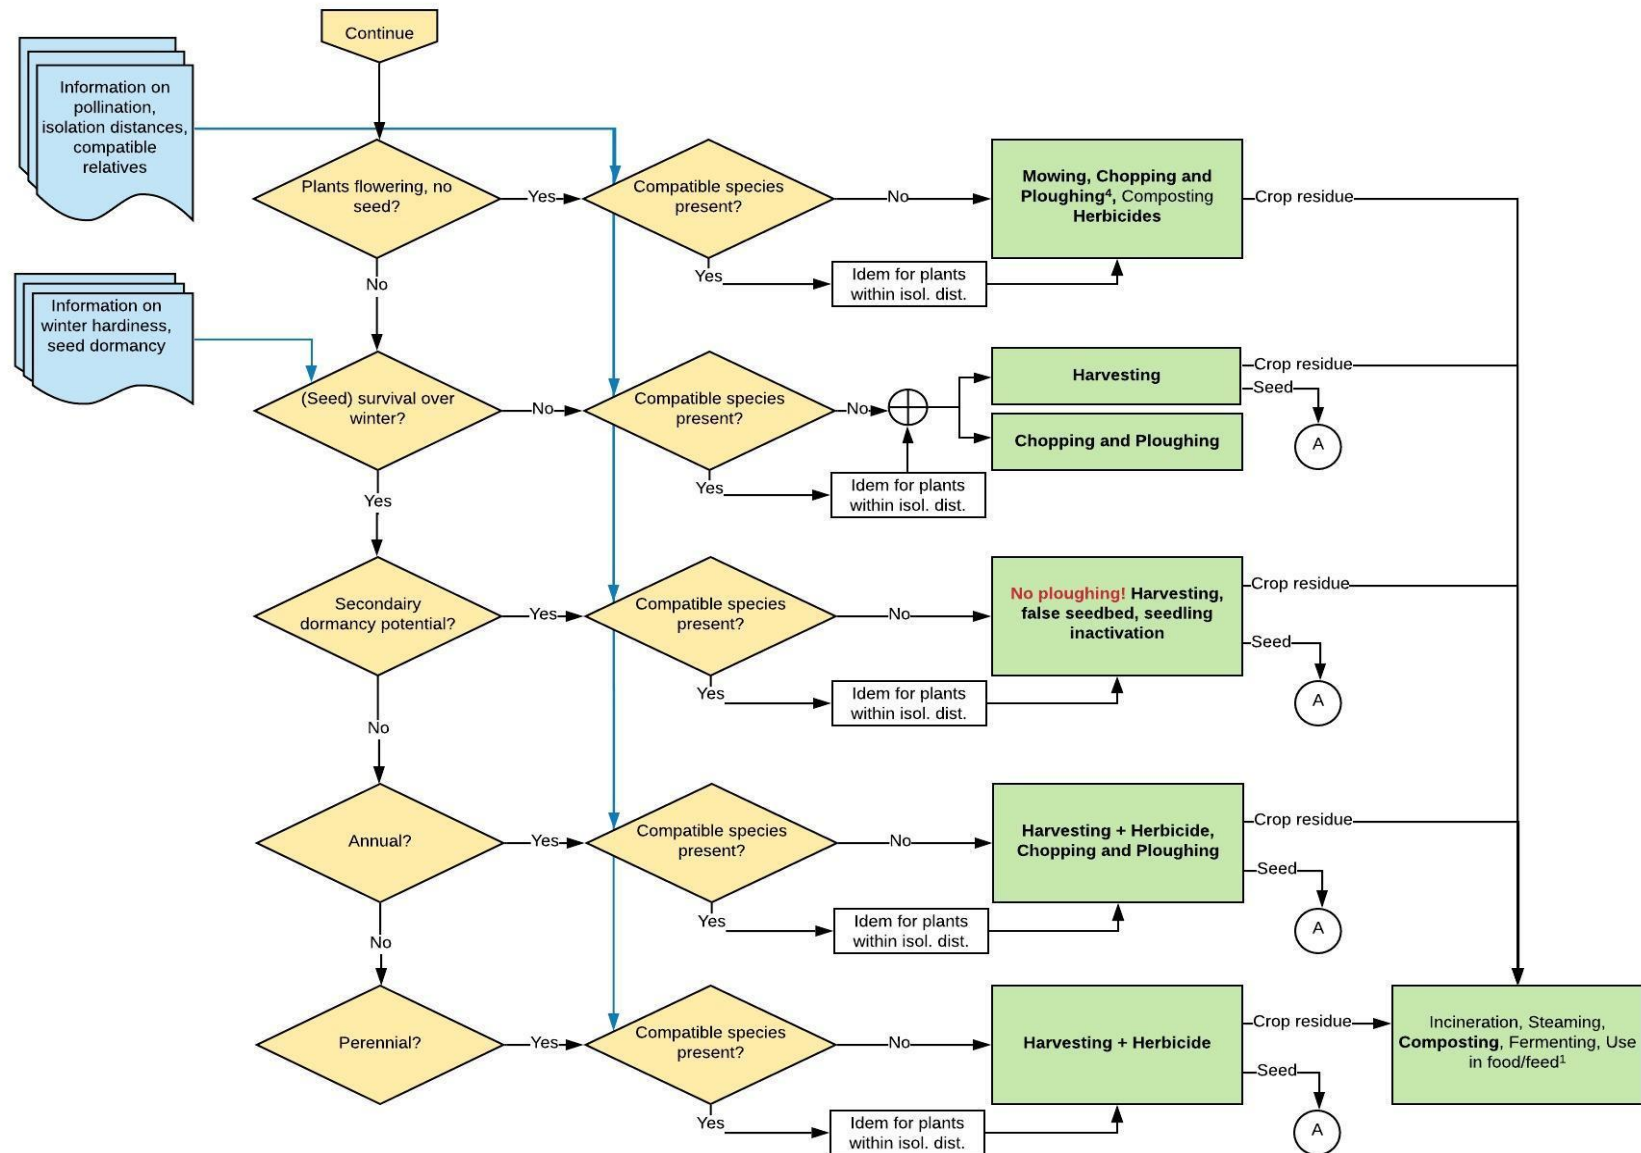 Continue
Information on
pollination,
isolation distances,
compatible
relatives
Plants flowering, no
seed?
Yes
Compatible species
present?
No
Mowing, Chopping and
Ploughing⁴, Composting
Herbicides
Crop residue
Yes
Idem for plants
within isol. dist.
No
Information on
winter hardiness,
seed dormancy
(Seed) survival over
winter?
No
Compatible species
present?
No
Harvesting
Crop residue
Seed
A
Chopping and Ploughing
Yes
Idem for plants
within isol. dist.
Yes
Secondairy
dormancy potential?
Yes
Compatible species
present?
No
No ploughing! Harvesting,
false seedbed, seedling
inactivation
Crop residue
Seed
A
Yes
Idem for plants
within isol. dist.
No
Annual?
Yes
Compatible species
present?
No
Harvesting + Herbicide,
Chopping and Ploughing
Crop residue
Seed
A
Yes
Idem for plants
within isol. dist.
No
Perennial?
Yes
Compatible species
present?
No
Harvesting + Herbicide
Crop residue
Seed
A
Incineration, Steaming,
Composting, Fermenting, Use
in food/feed¹
Yes
Idem for plants
within isol. dist.